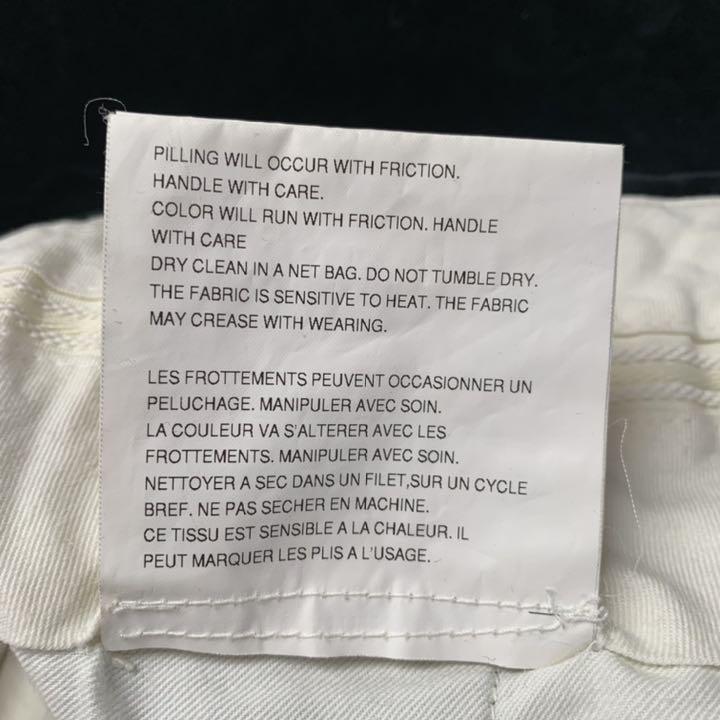 PILLING WILL OCCUR WITH FRICTION.
HANDLE WITH CARE.
COLOR WILL RUN WITH FRICTION. HANDLE
WITH CARE
DRY CLEAN IN A NET BAG. DO NOT TUMBLE DRY.
THE FABRIC IS SENSITIVE TO HEAT. THE FABRIC
MAY CREASE WITH WEARING.
LES FROTTEMENTS PEUVENT OCCASIONNER UN
PELUCHAGE. MANIPULER AVEC SOIN.
LA COULEUR VA S'ALTERER AVEC LES
FROTTEMENTS. MANIPULER AVEC SOIN.
NETTOYER A SEC DANS UN FILET,SUR UN CYCLE
BREF. NE PAS SECHER EN MACHINE.
CE TISSU EST SENSIBLE A LA CHALEUR. IL
PEUT MARQUER LES PLIS A L'USAGE.